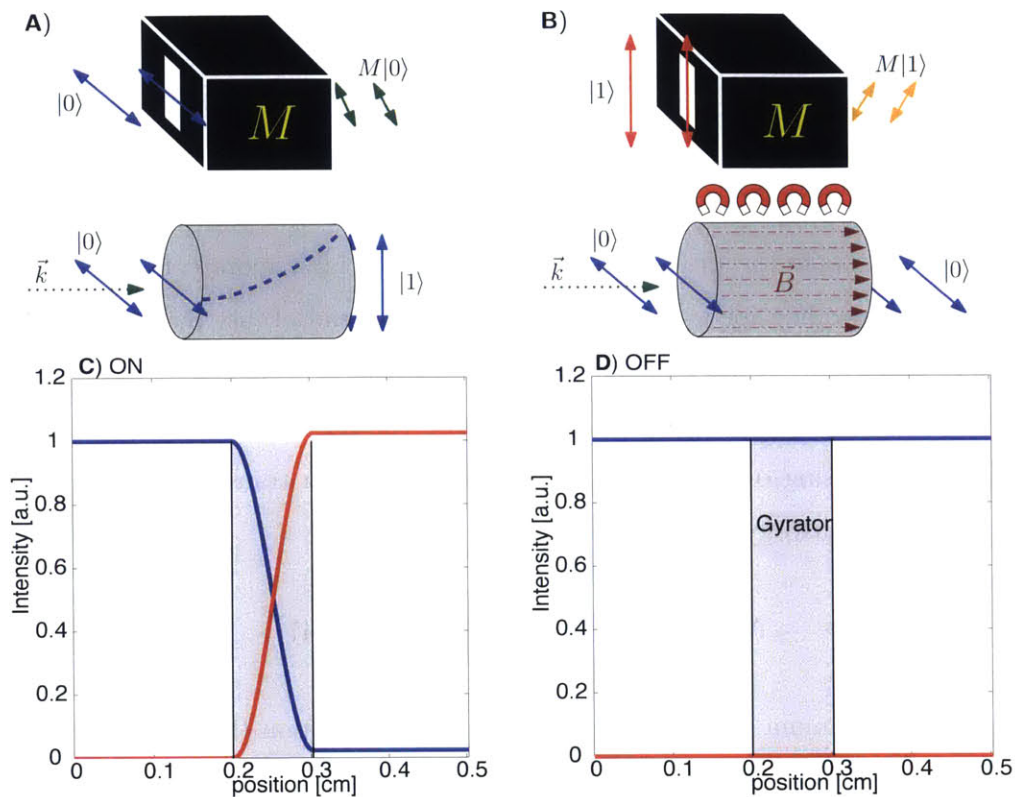 A)
|0⟩
M|0⟩
M
B)
|1⟩
M|1⟩
M
|0⟩
k⃗
|1⟩
|0⟩
k⃗
B⃗
|0⟩
C) ON
1.2
1
0.8
0.6
0.4
0.2
0
Intensity [a.u.]
0 0.1 0.2 0.3 0.4 0.5
position [cm]
D) OFF
1.2
1
0.8
0.6
0.4
0.2
0
Intensity [a.u.]
Gyrator
0 0.1 0.2 0.3 0.4 0.5
position [cm]